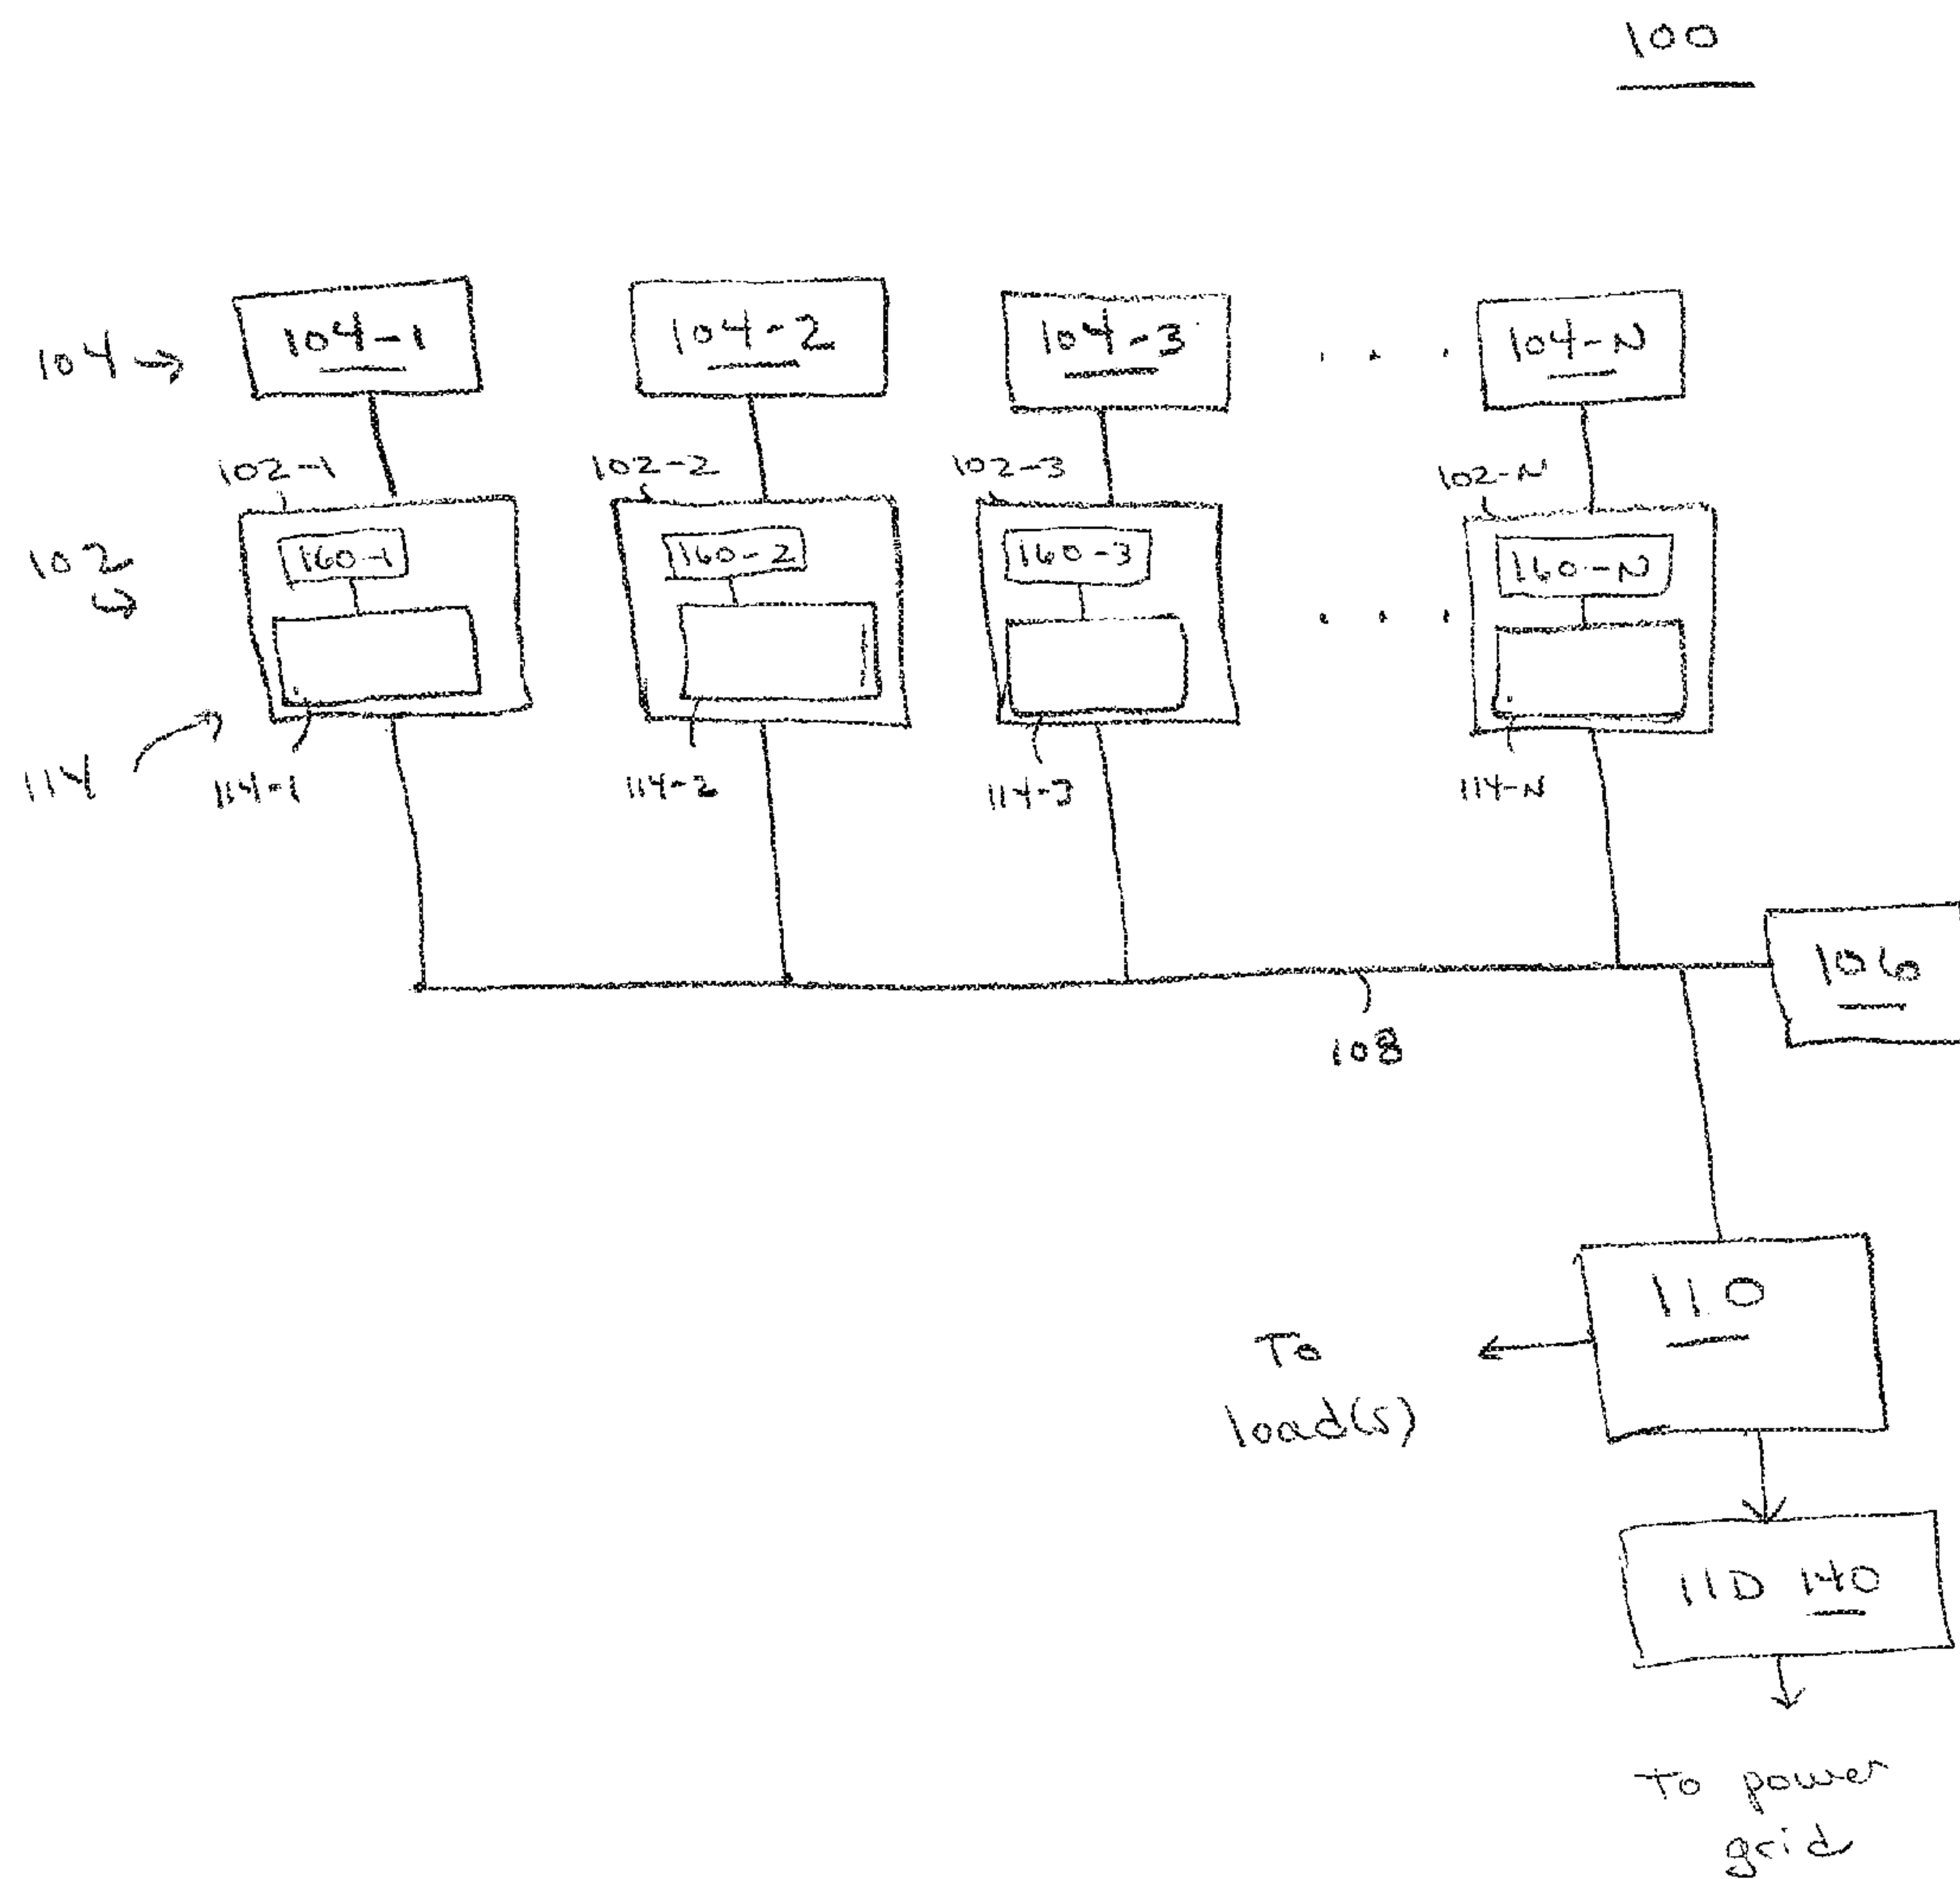 100
104 → 104-1 104-2 104-3 . . . 104-N
102-1 102-2 102-3 102-N
102 160-1 160-2 160-3 . . . 160-N
114 114-1 114-2 114-3 114-N
106
108
110
To
load(s)
11D 140
To power
grid